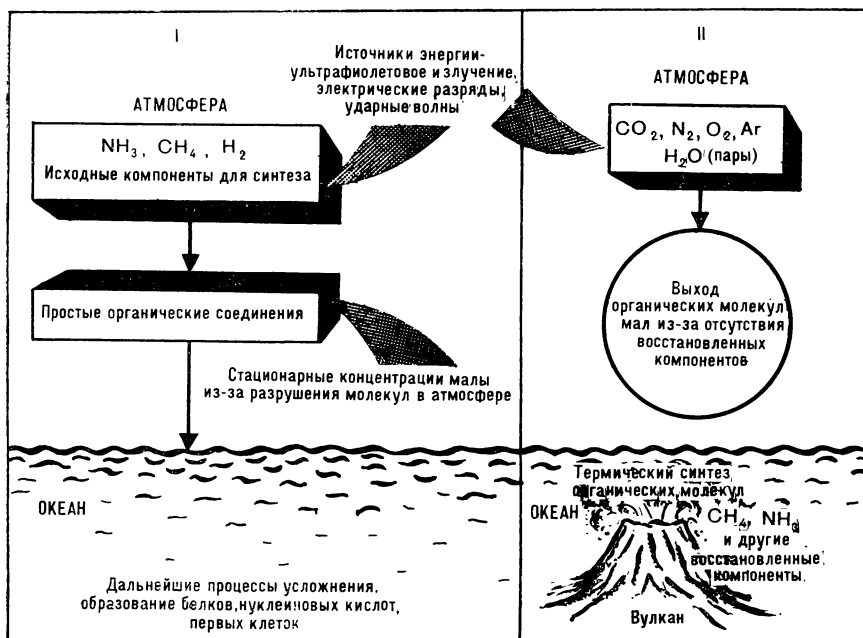 I
Источники энергии-
ультрафиолетовое излучение,
электрические разряды,
ударные волны
АТМОСФЕРА
NH₃, CH₄, H₂
Исходные компоненты для синтеза
Простые органические соединения
Стационарные концентрации малы
из-за разрушения молекул в атмосфере
ОКЕАН
Дальнейшие процессы усложнения,
образование белков, нуклеиновых кислот,
первых клеток
II
АТМОСФЕРА
CO₂, N₂, O₂, Ar
H₂O (пары)
Выход
органических молекул
мал из-за отсутствия
восстановленных
компонентов
Термический синтез
органических молекул
ОКЕАН
CH₄, NH₃
и другие
восстановленные
компоненты
Вулкан